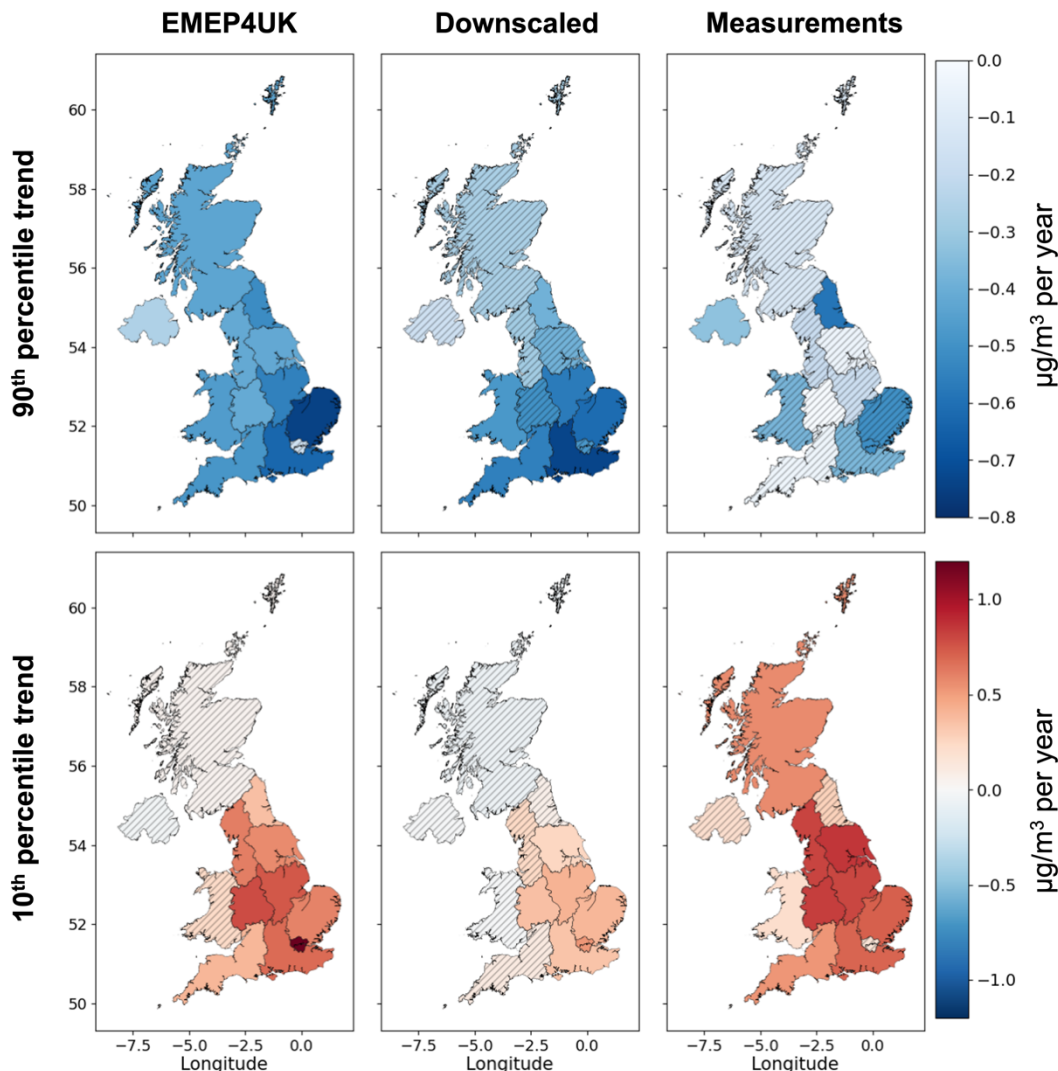 EMEP4UK
Downscaled
Measurements
90th percentile trend
60
58
56
54
52
50
0.0
−0.1
−0.2
−0.3
−0.4
−0.5
−0.6
−0.7
−0.8
µg/m³ per year
10th percentile trend
60
58
56
54
52
50
1.0
0.5
0.0
−0.5
−1.0
µg/m³ per year
−7.5 −5.0 −2.5 0.0
Longitude
−7.5 −5.0 −2.5 0.0
Longitude
−7.5 −5.0 −2.5 0.0
Longitude